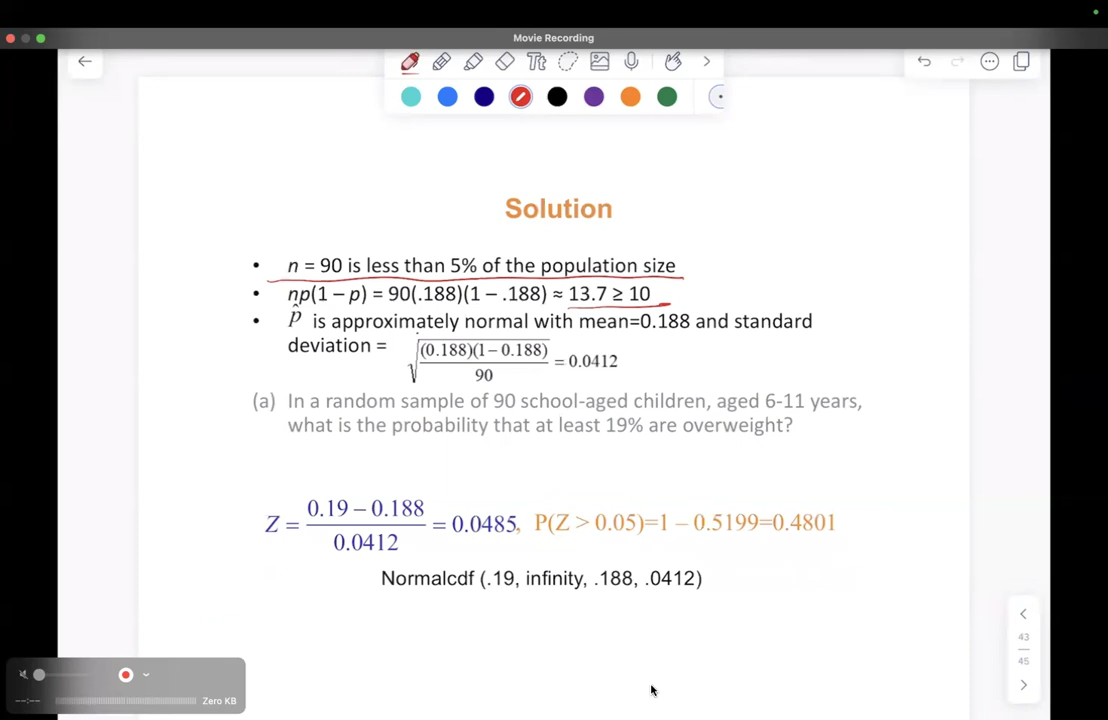 Movie Recording
Tt
Solution
• n = 90 is less than 5% of the population size
• np(1 − p) = 90(.188)(1 − .188) ≈ 13.7 ≥ 10
• p̂ is approximately normal with mean=0.188 and standard
deviation = √((0.188)(1 − 0.188) / 90) = 0.0412
(a) In a random sample of 90 school-aged children, aged 6-11 years,
what is the probability that at least 19% are overweight?
Z = (0.19 − 0.188) / 0.0412 = 0.0485, P(Z > 0.05)=1 − 0.5199=0.4801
Normalcdf (.19, infinity, .188, .0412)
43
45
--:--
Zero KB